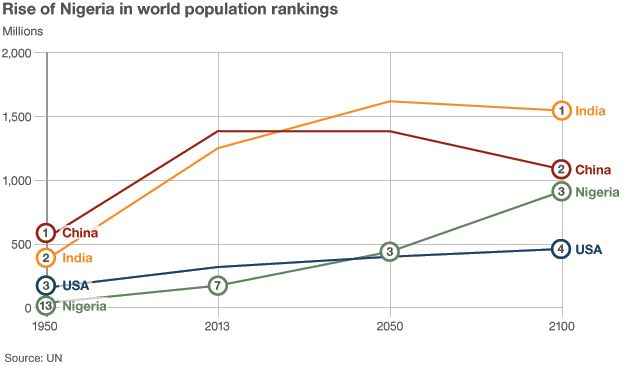 Rise of Nigeria in world population rankings
Millions
2,000
1,500
1 India
1,000
2 China
3 Nigeria
1 China
500
2 India
3
4 USA
3 USA
7
0
13 Nigeria
1950 2013 2050 2100
Source: UN